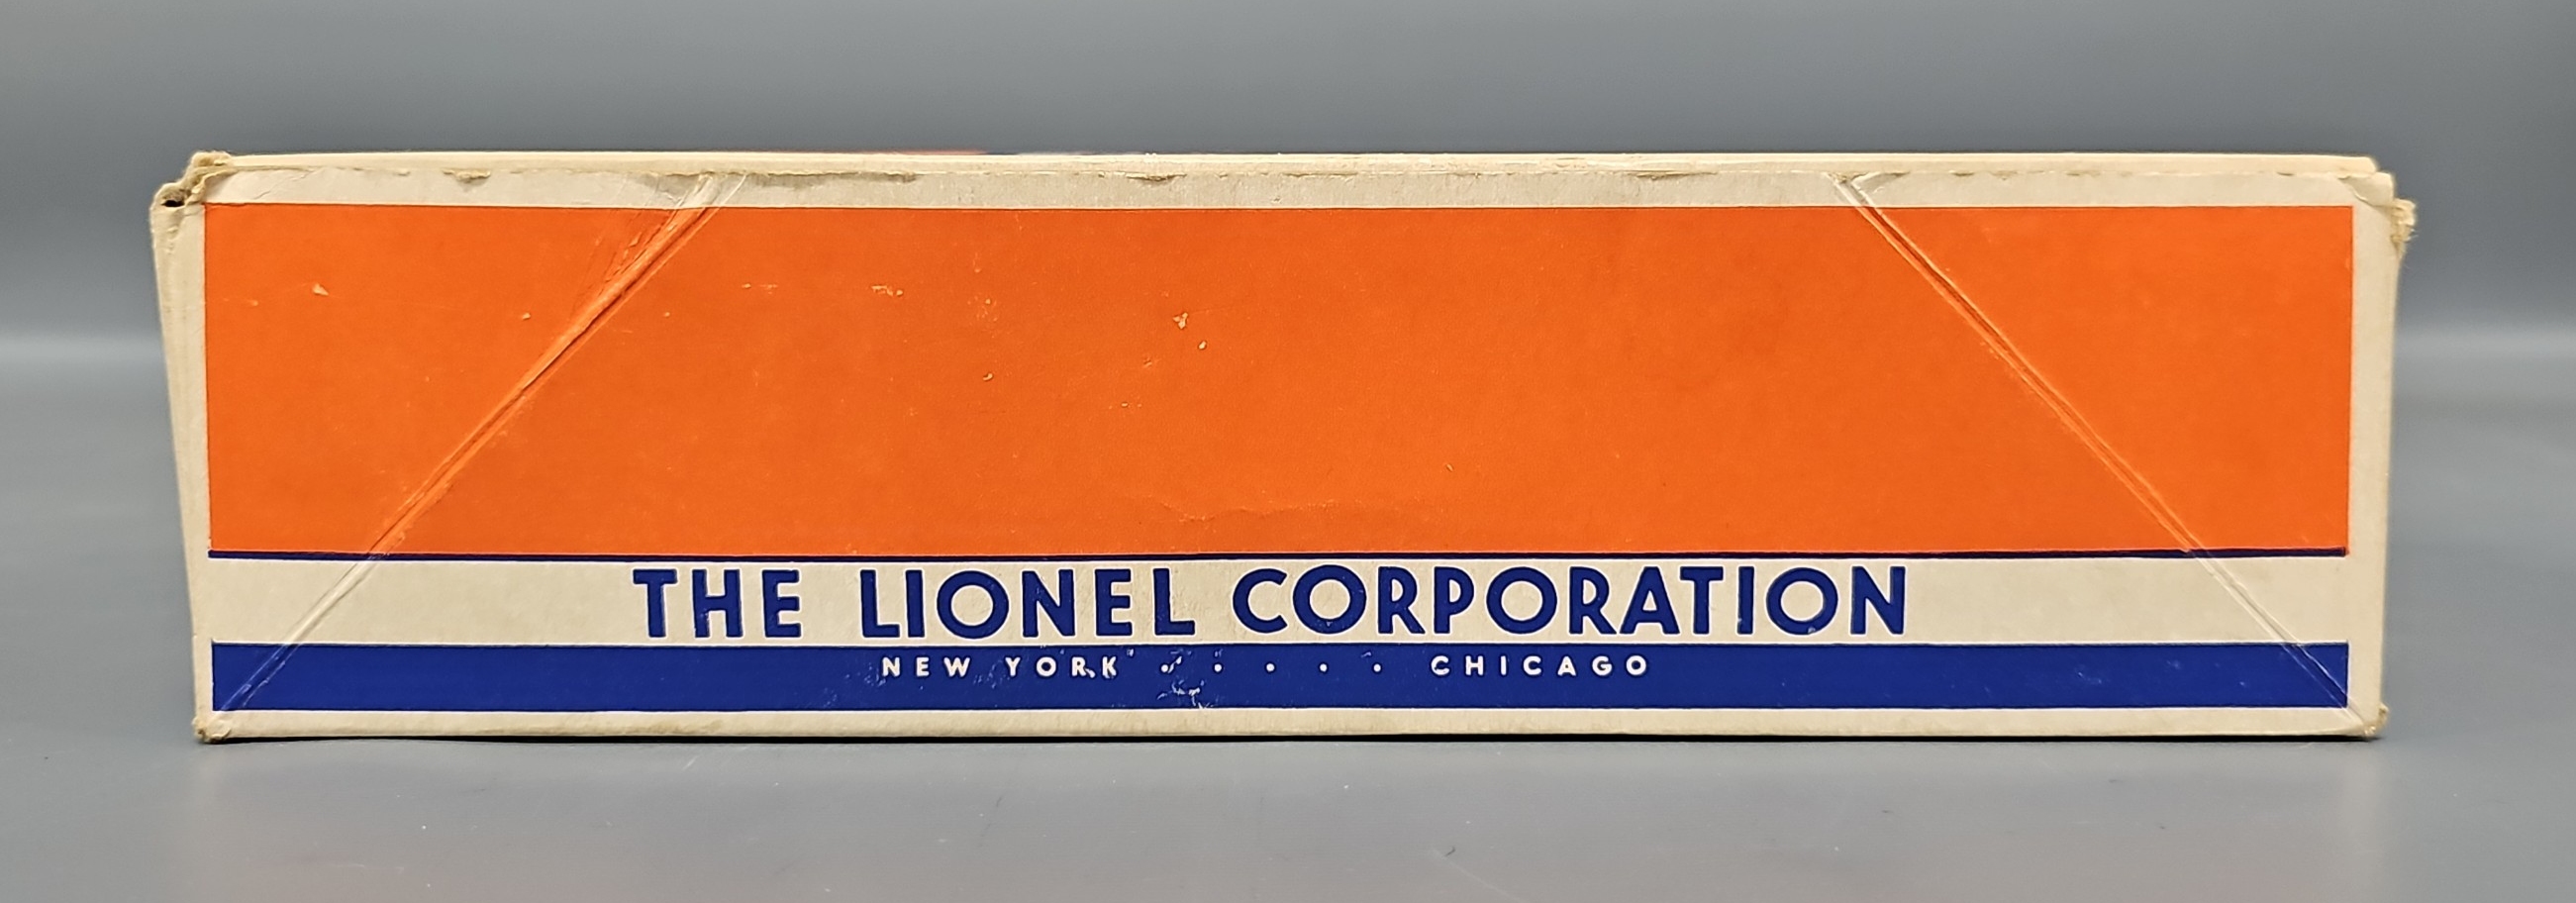 THE LIONEL CORPORATION
NEW YORK . . . . . CHICAGO